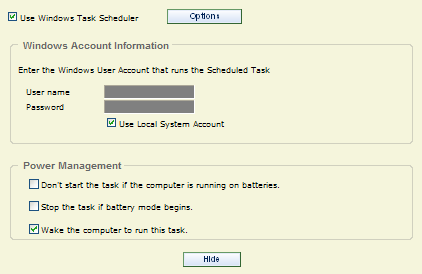 Use Windows Task Scheduler Options
Windows Account Information
Enter the Windows User Account that runs the Scheduled Task
User name
Password
Use Local System Account
Power Management
Don't start the task if the computer is running on batteries.
Stop the task if battery mode begins.
Wake the computer to run this task.
Hide